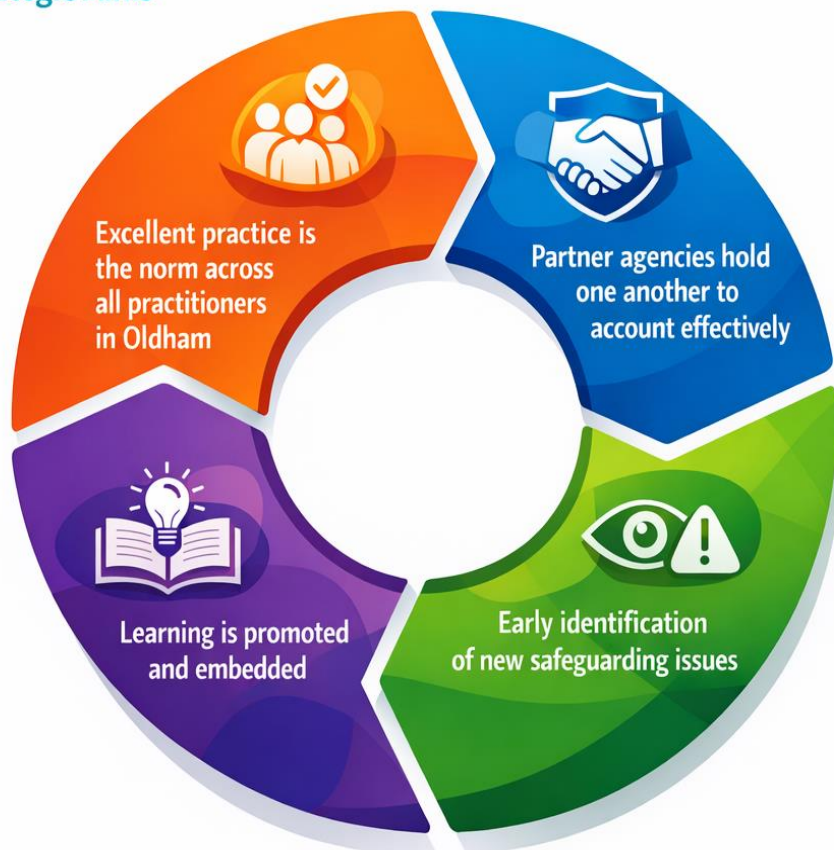 Excellent practice is
the norm across
all practitioners
in Oldham
Partner agencies hold
one another to
account effectively
Early identification
of new safeguarding issues
Learning is promoted
and embedded